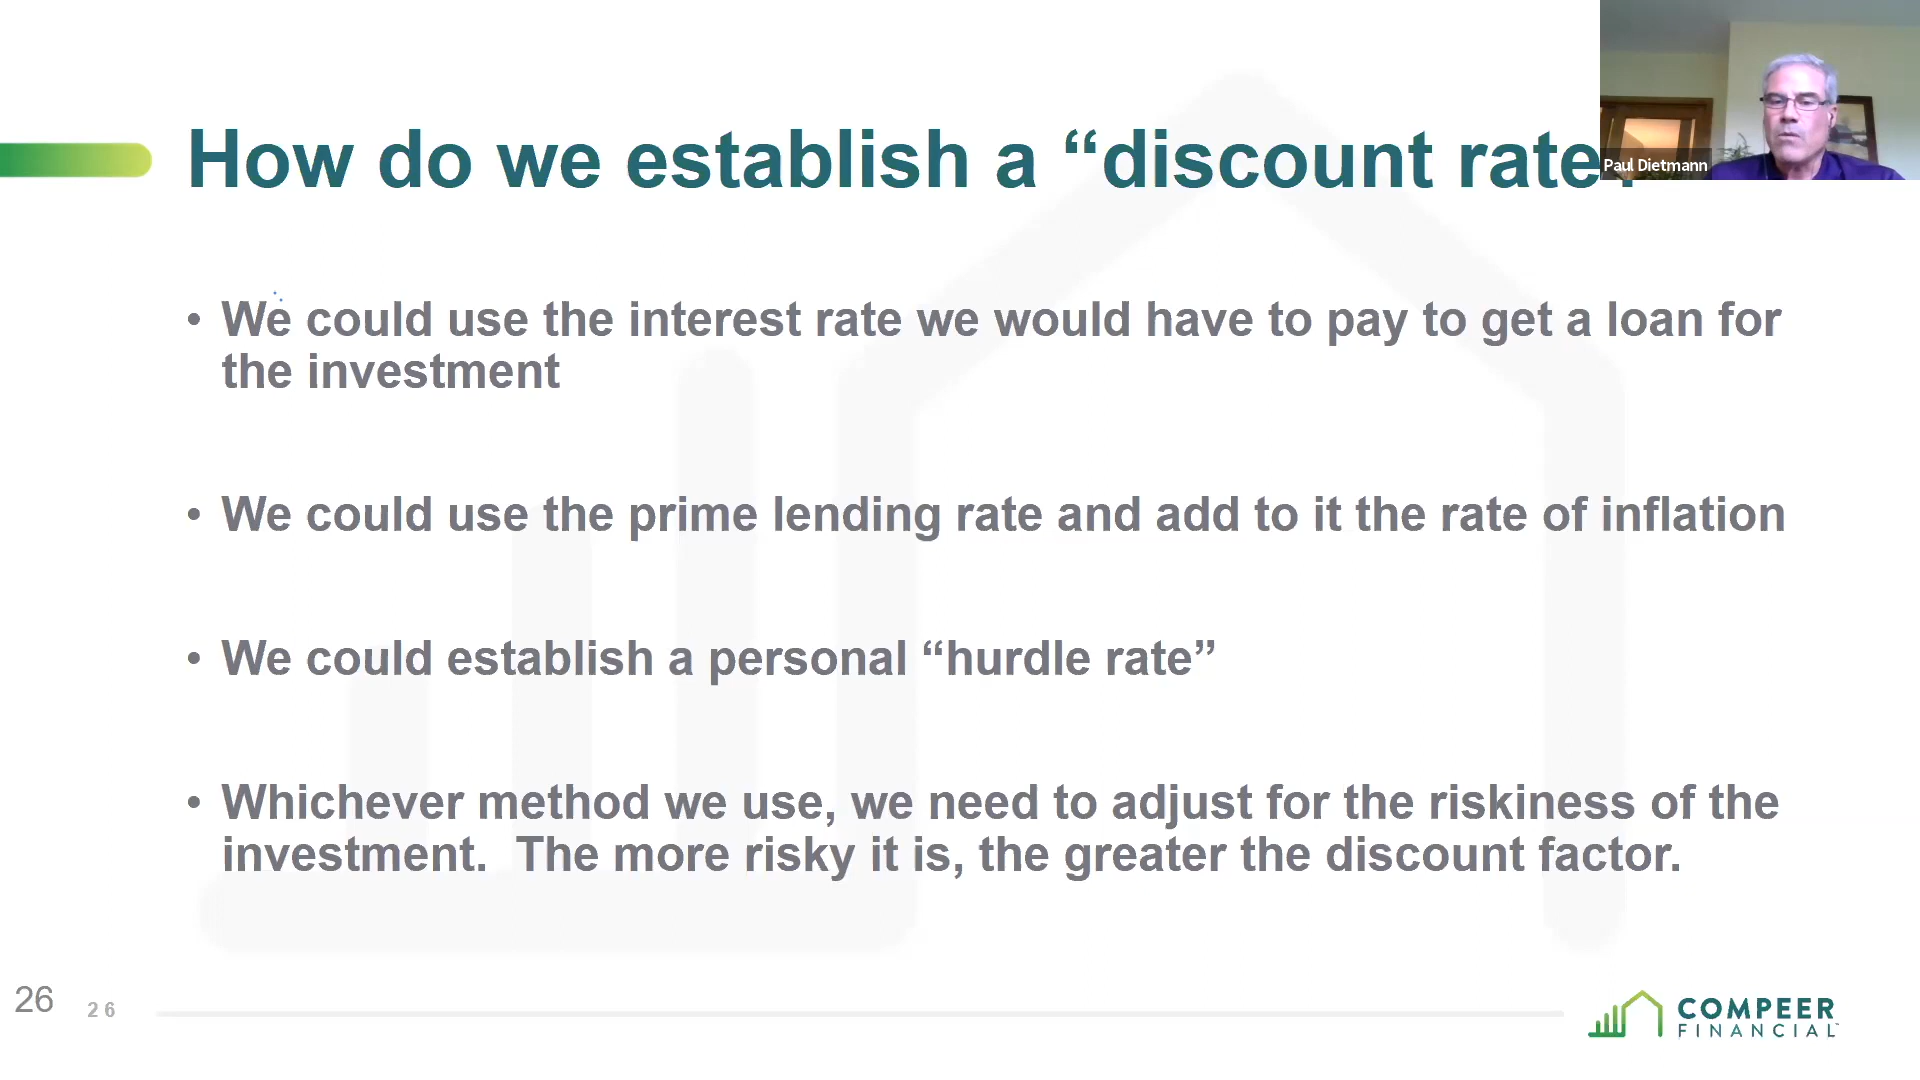 How do we establish a “discount rate
Paul Dietmann
• We could use the interest rate we would have to pay to get a loan for
the investment
• We could use the prime lending rate and add to it the rate of inflation
• We could establish a personal “hurdle rate”
• Whichever method we use, we need to adjust for the riskiness of the
investment.  The more risky it is, the greater the discount factor.
26
26
COMPEER
FINANCIAL™